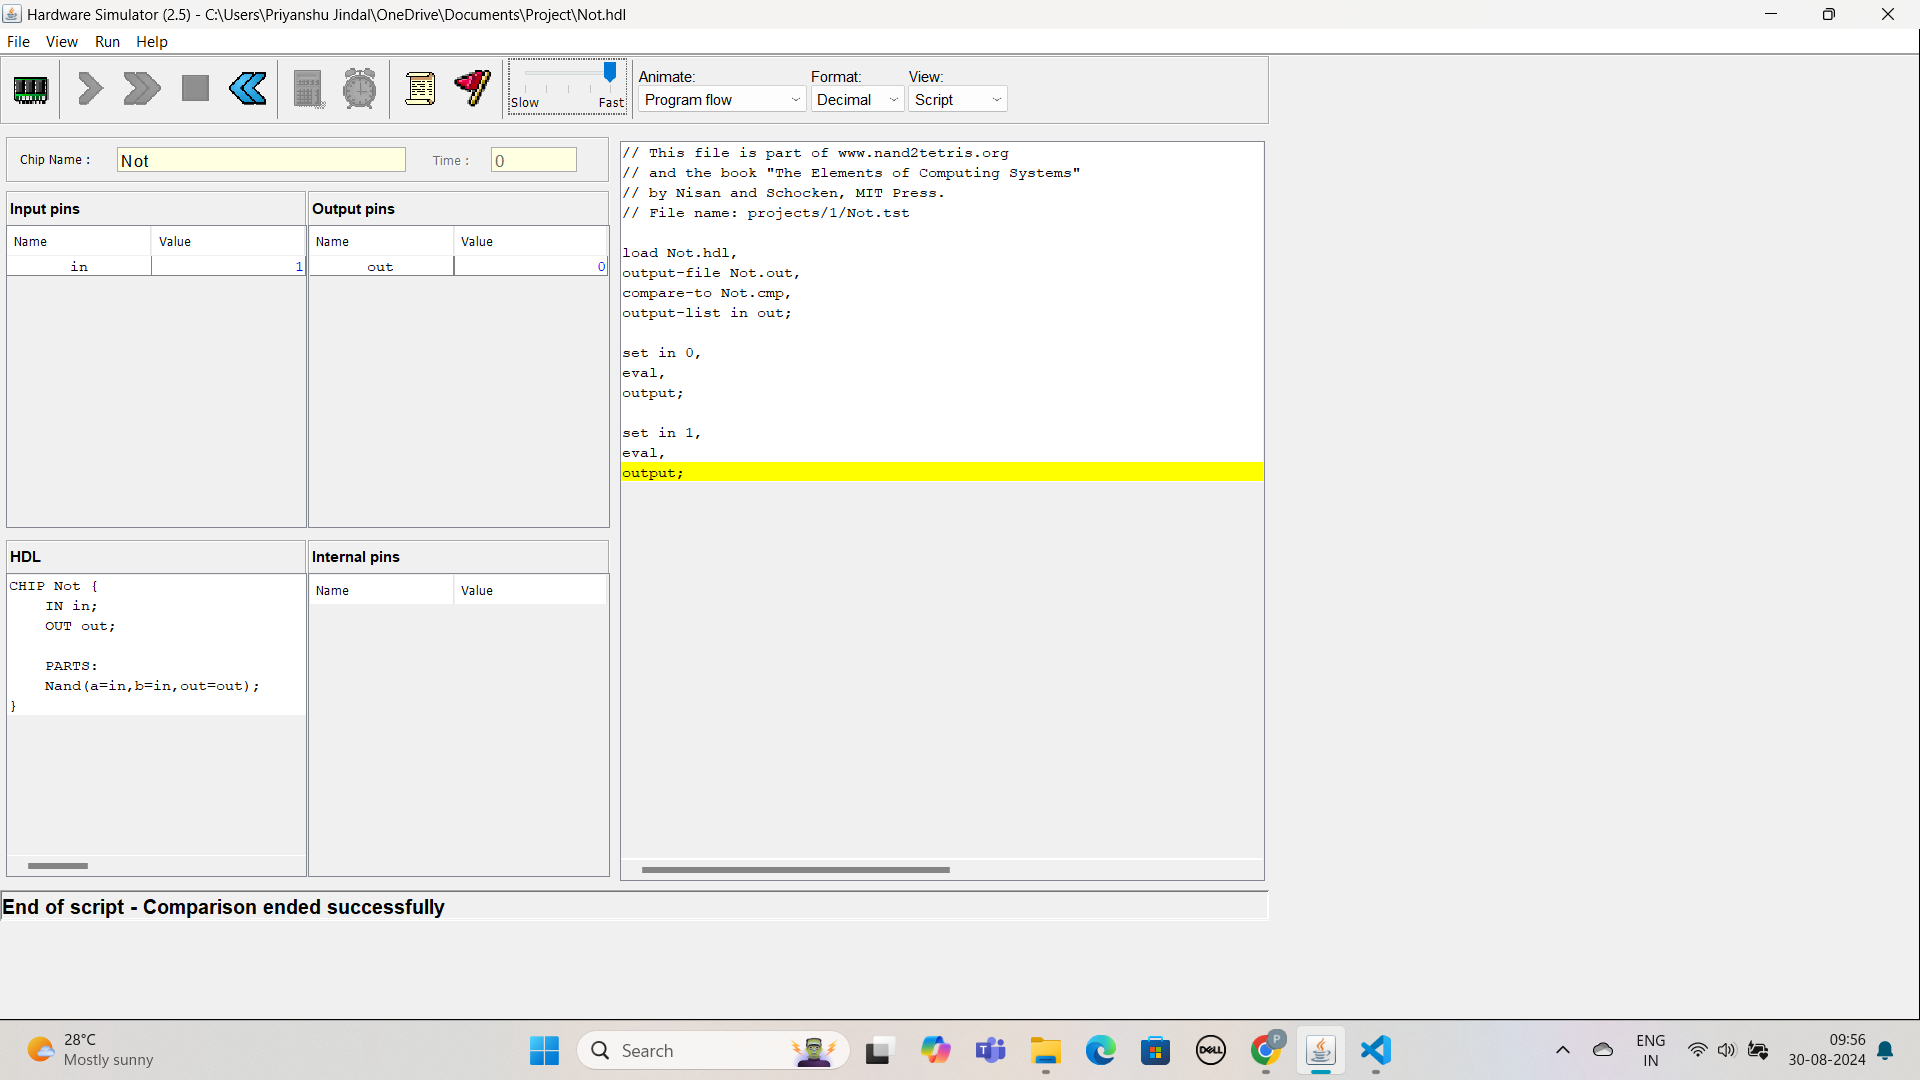 Hardware Simulator (2.5) - C:\Users\Priyanshu Jindal\OneDrive\Documents\Project\Not.hdl
File View Run Help
Slow Fast
Animate: Format: View:
Program flow Decimal Script
Chip Name : Not Time : 0
Input pins Output pins
Name Value Name Value
in 1 out 0
HDL Internal pins
Name Value
CHIP Not {
IN in;
OUT out;
PARTS:
Nand(a=in,b=in,out=out);
}
// This file is part of www.nand2tetris.org
// and the book "The Elements of Computing Systems"
// by Nisan and Schocken, MIT Press.
// File name: projects/1/Not.tst
load Not.hdl,
output-file Not.out,
compare-to Not.cmp,
output-list in out;
set in 0,
eval,
output;
set in 1,
eval,
output;
End of script - Comparison ended successfully
28°C
Mostly sunny
Search
DELL
P
ENG
IN
09:56
30-08-2024